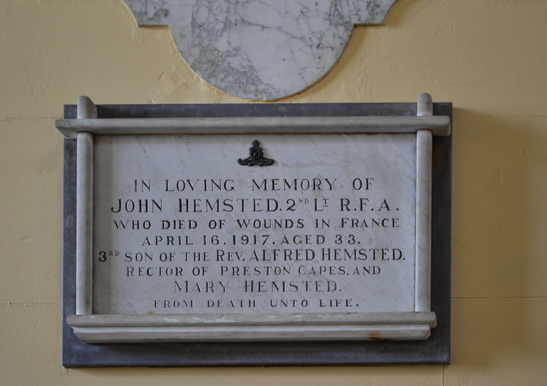 IN LOVING MEMORY OF
JOHN HEMSTED. 2ND LT R.F.A.
WHO DIED OF WOUNDS IN FRANCE
APRIL 16. 1917. AGED 33.
3RD SON OF THE REV. ALFRED HEMSTED.
RECTOR OF PRESTON CAPES, AND
MARY HEMSTED.
FROM DEATH UNTO LIFE.